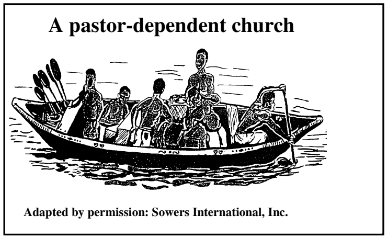 A pastor-dependent church
Adapted by permission: Sowers International, Inc.